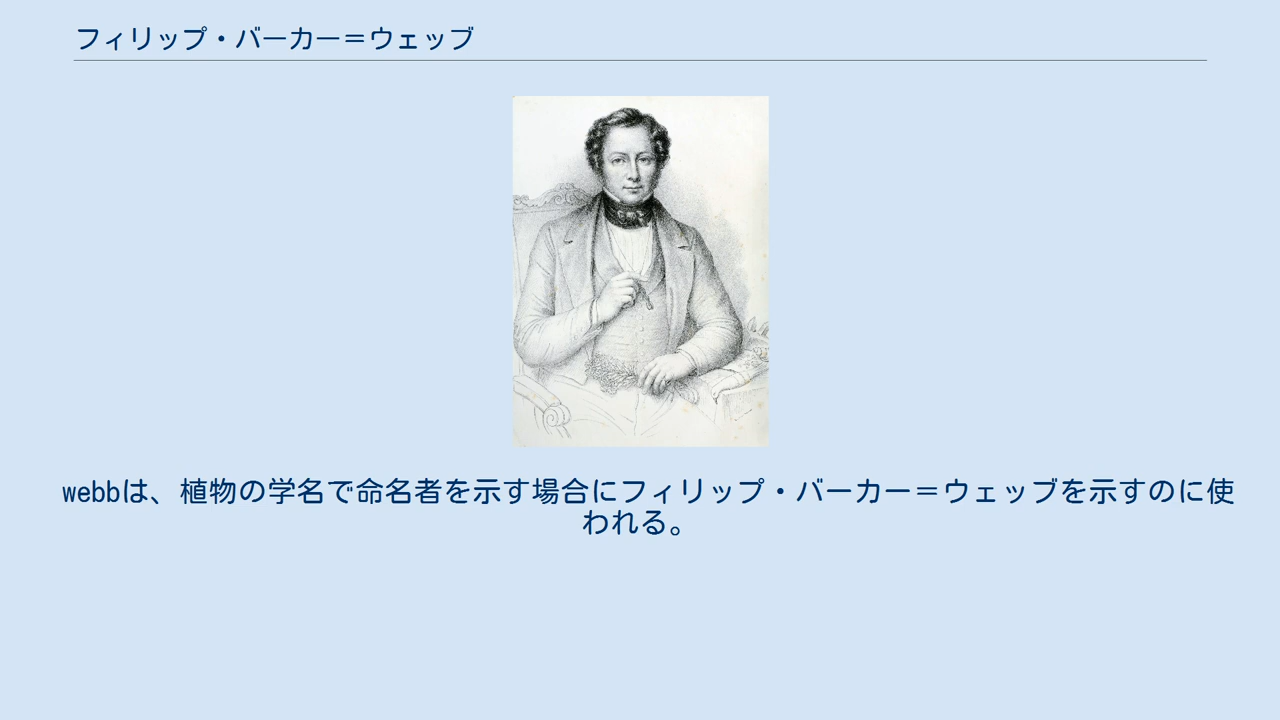 フィリップ・バーカー＝ウェッブ
webbは、植物の学名で命名者を示す場合にフィリップ・バーカー＝ウェッブを示すのに使
われる。